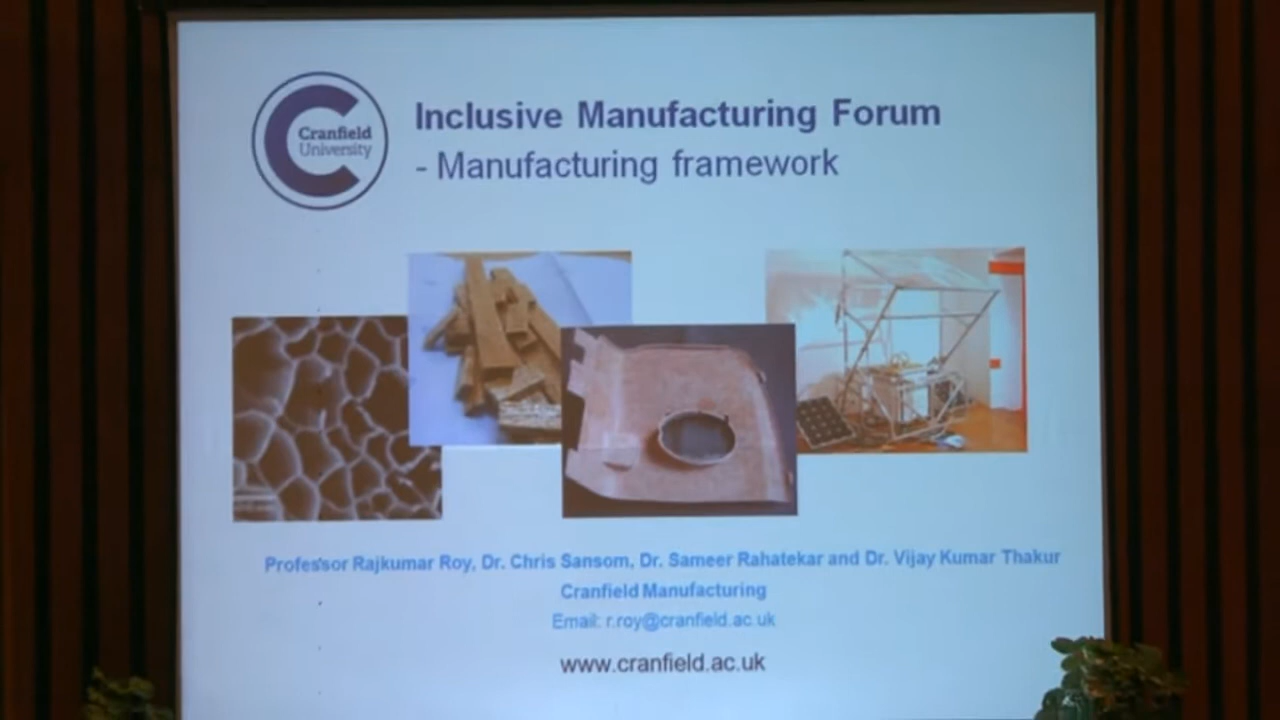 Cranfield
University
Inclusive Manufacturing Forum
- Manufacturing framework
Professor Rajkumar Roy, Dr. Chris Sansom, Dr. Sameer Rahatekar and Dr. Vijay Kumar Thakur
Cranfield Manufacturing
Email: r.roy@cranfield.ac.uk
www.cranfield.ac.uk